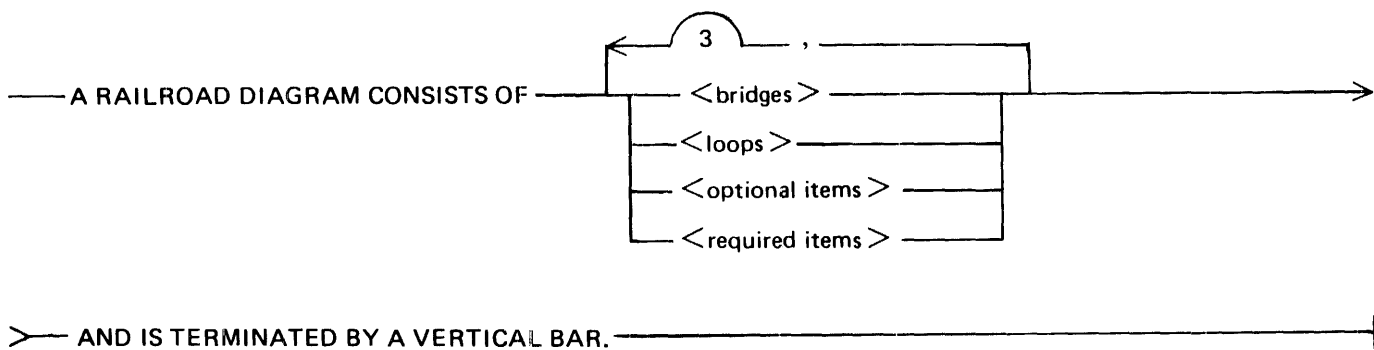 3 ,
A RAILROAD DIAGRAM CONSISTS OF <bridges>
<loops>
<optional items>
<required items>
AND IS TERMINATED BY A VERTICAL BAR.